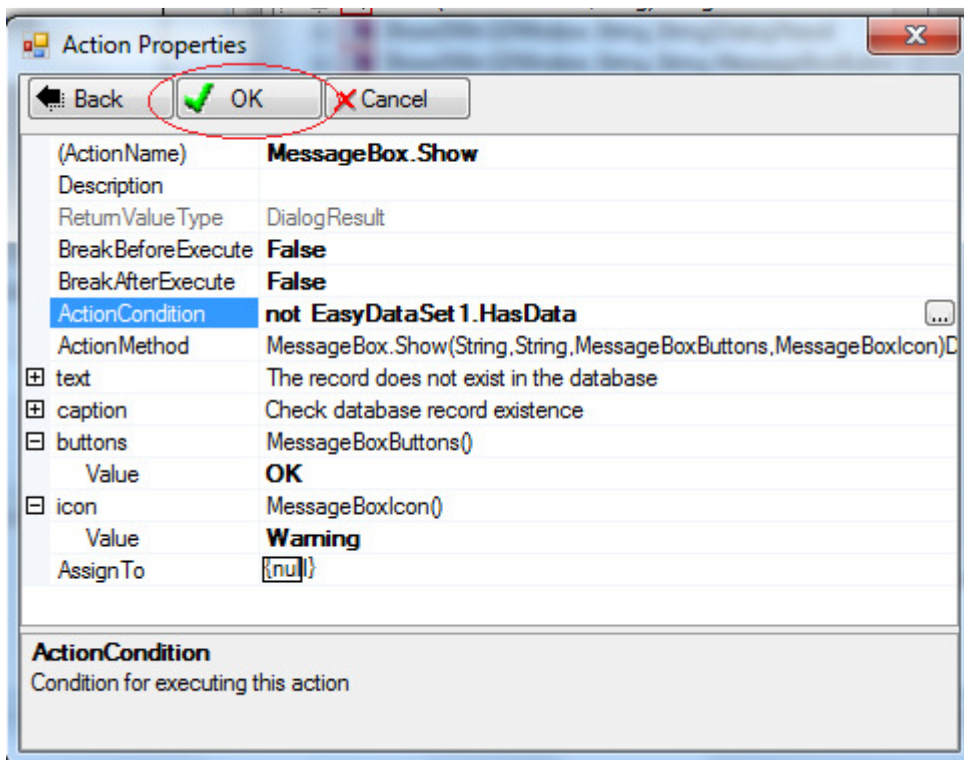 Action Properties
Back OK Cancel
(ActionName) MessageBox.Show
Description
ReturnValueType DialogResult
BreakBeforeExecute False
BreakAfterExecute False
ActionCondition not EasyDataSet1.HasData ...
ActionMethod MessageBox.Show(String,String,MessageBoxButtons,MessageBoxIcon)D
text The record does not exist in the database
caption Check database record existence
buttons MessageBoxButtons()
Value OK
icon MessageBoxIcon()
Value Warning
AssignTo {null}
ActionCondition
Condition for executing this action